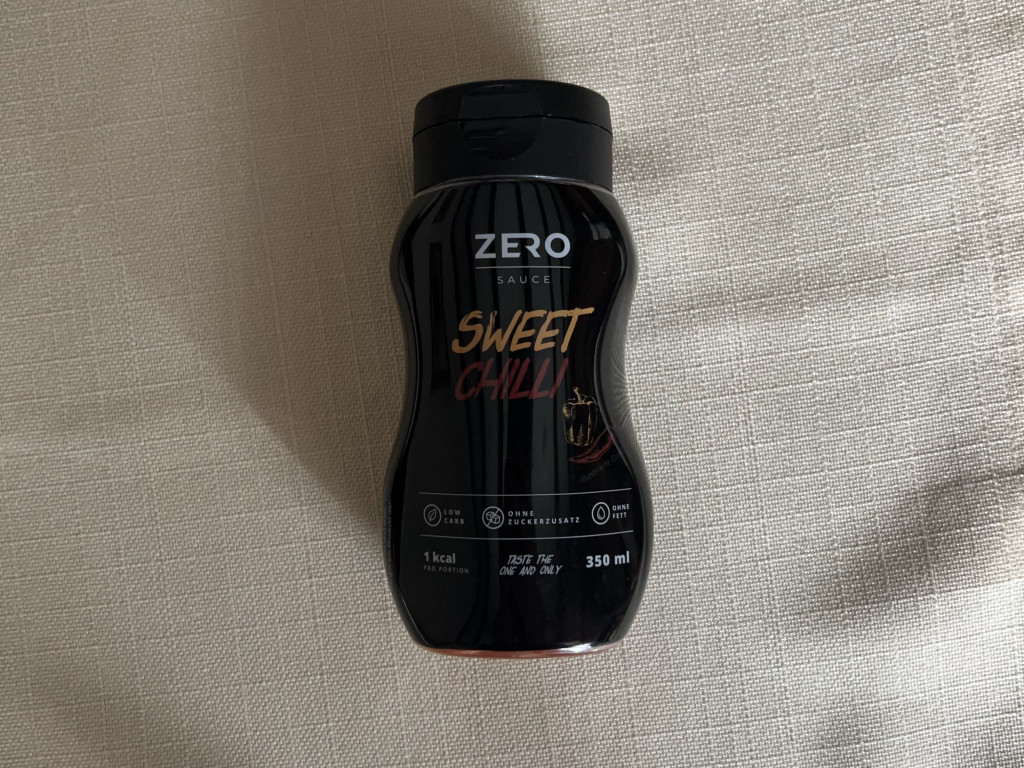 ZERO
SAUCE
SWEET
CHILLI
LOW
CARB
OHNE
ZUCKERZUSATZ
OHNE
FETT
1 kcal
PRO PORTION
TASTE THE
ONE AND ONLY
350 ml